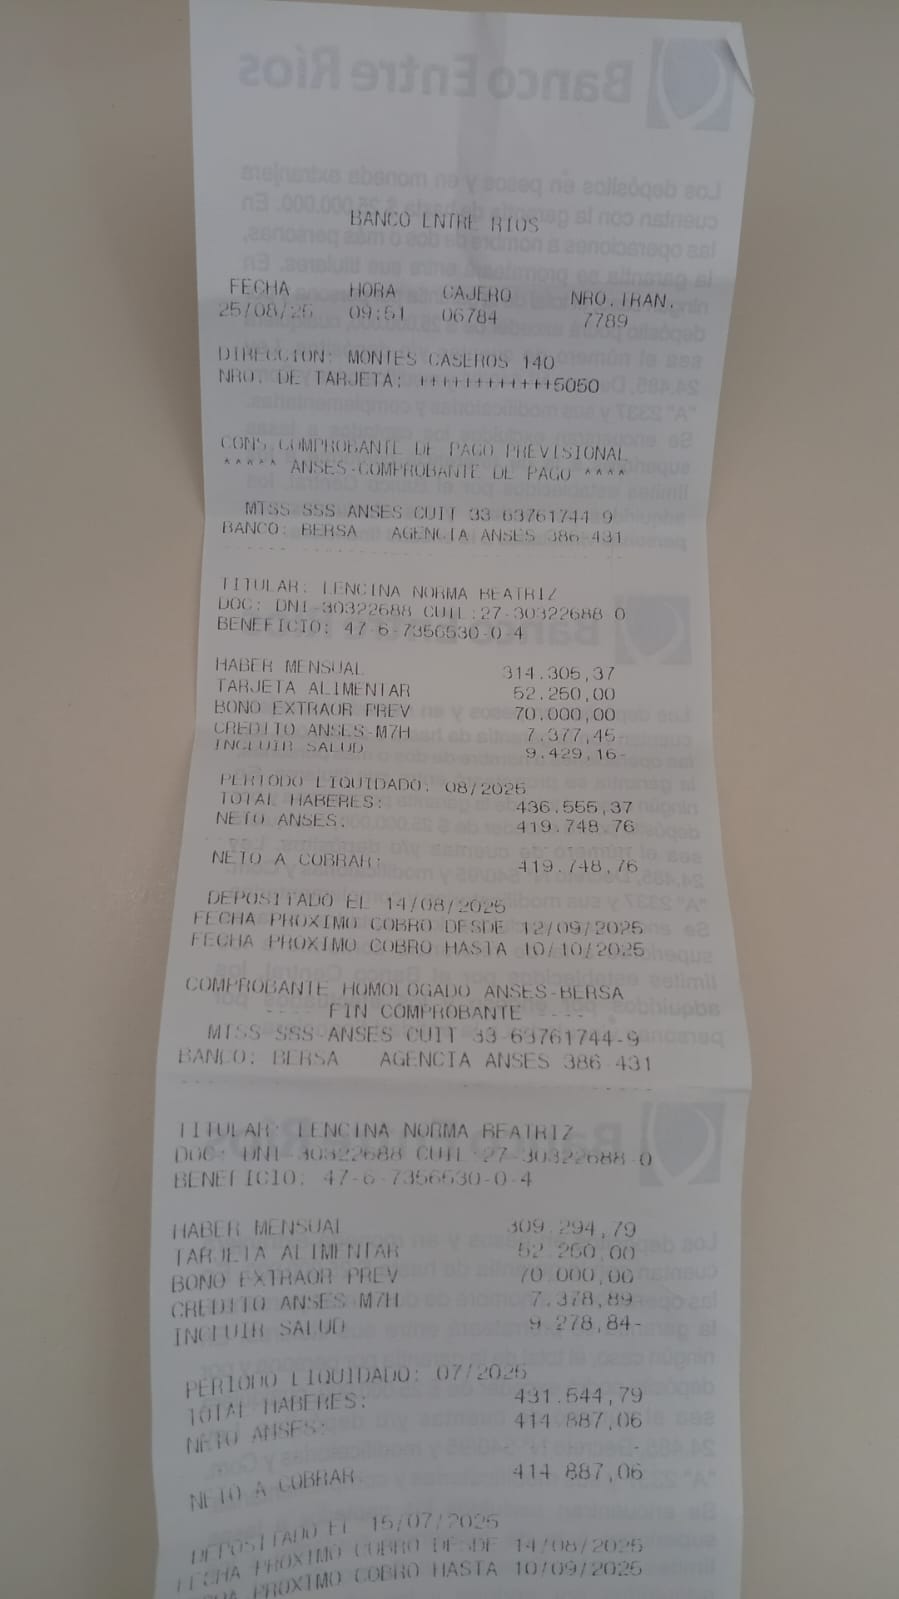 BANCO ENTRE RIOS
FECHA HORA CAJERO NRO.TRAN.
25/08/25 09:51 06784 7789
DIRECCION: MONTES CASEROS 140
NRO. DE TARJETA: ++++++++++++5050
CONS.COMPROBANTE DE PAGO PREVISIONAL
***** ANSES-COMPROBANTE DE PAGO ****
MTSS SSS ANSES CUIT 33-63761744-9
BANCO: BERSA AGENCIA ANSES 386-431
TITULAR: LENCINA NORMA BEATRIZ
DOC: DNI-30322688 CUIL:27-30322688-0
BENEFICIO: 47-6-7356530-0-4
HABER MENSUAL 314.305,37
TARJETA ALIMENTAR 52.250,00
BONO EXTRAOR PREV 70.000,00
CREDITO ANSES-M7H 7.377,45
INCLUIR SALUD 9.429,16-
PERIODO LIQUIDADO: 08/2025
TOTAL HABERES: 436.555,37
NETO ANSES: 419.748,76
NETO A COBRAR: 419.748,76
DEPOSITADO EL 14/08/2025
FECHA PROXIMO COBRO DESDE 12/09/2025
FECHA PROXIMO COBRO HASTA 10/10/2025
COMPROBANTE HOMOLOGADO ANSES-BERSA
---- FIN COMPROBANTE ----
MTSS SSS ANSES CUIT 33-63761744-9
BANCO: BERSA AGENCIA ANSES 386-431
TITULAR: LENCINA NORMA BEATRIZ
DOC: DNI-30322688 CUIL:27-30322688-0
BENEFICIO: 47-6-7356530-0-4
HABER MENSUAL 309.294,79
TARJETA ALIMENTAR 52.250,00
BONO EXTRAOR PREV 70.000,00
CREDITO ANSES-M7H 7.378,89
INCLUIR SALUD 9.278,84-
PERIODO LIQUIDADO: 07/2025
TOTAL HABERES: 431.544,79
NETO ANSES: 414.887,06
NETO A COBRAR 414.887,06
DEPOSITADO EL 15/07/2025
FECHA PROXIMO COBRO DESDE 14/08/2025
PROXIMO COBRO HASTA 10/09/2025